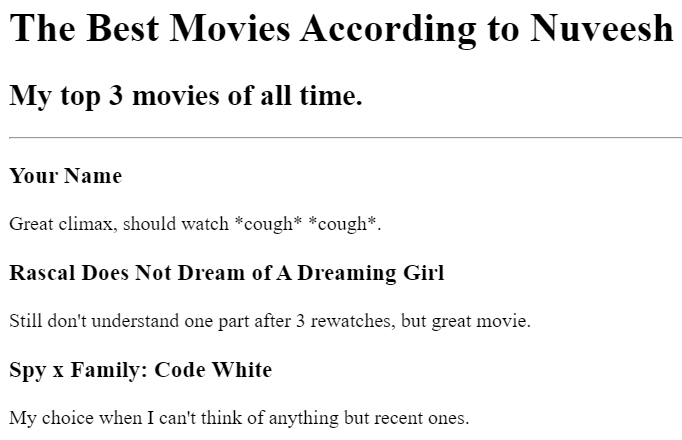 The Best Movies According to Nuveesh
My top 3 movies of all time.
Your Name
Great climax, should watch *cough* *cough*.
Rascal Does Not Dream of A Dreaming Girl
Still don't understand one part after 3 rewatches, but great movie.
Spy x Family: Code White
My choice when I can't think of anything but recent ones.